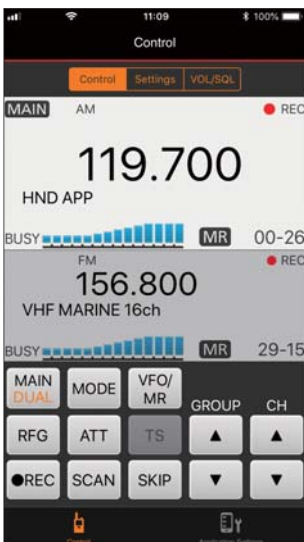 11:09 100%
Control
Control Settings VOL/SQL
MAIN AM REC
119.700
HND APP
BUSY MR 00-26
FM REC
156.800
VHF MARINE 16ch
BUSY MR 29-15
MAIN DUAL MODE VFO/MR GROUP CH
RFG ATT TS
REC SCAN SKIP
Control Application Settings